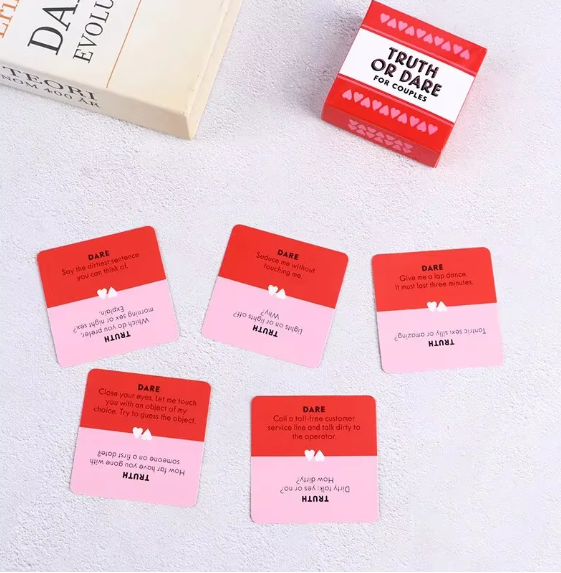 DA
EVOLU
TEORI
NOM 400 ÅR
TRUTH
OR DARE
FOR COUPLES
DARE
Say the dirtiest sentence
you can think of.
TRUTH
Which do you prefer,
morning sex or night sex?
Explain.
DARE
Seduce me without
touching me.
TRUTH
Lights on or lights off?
Why?
DARE
Give me a lap dance.
It must last three minutes.
TRUTH
Tantric sex: silly or amazing?
DARE
Close your eyes. Let me touch
you with an object of my
choice. Try to guess the object.
TRUTH
How far have you gone with
someone on a first date?
DARE
Call a toll-free customer
service line and talk dirty to
the operator.
TRUTH
Dirty talk: yes or no?
How dirty?